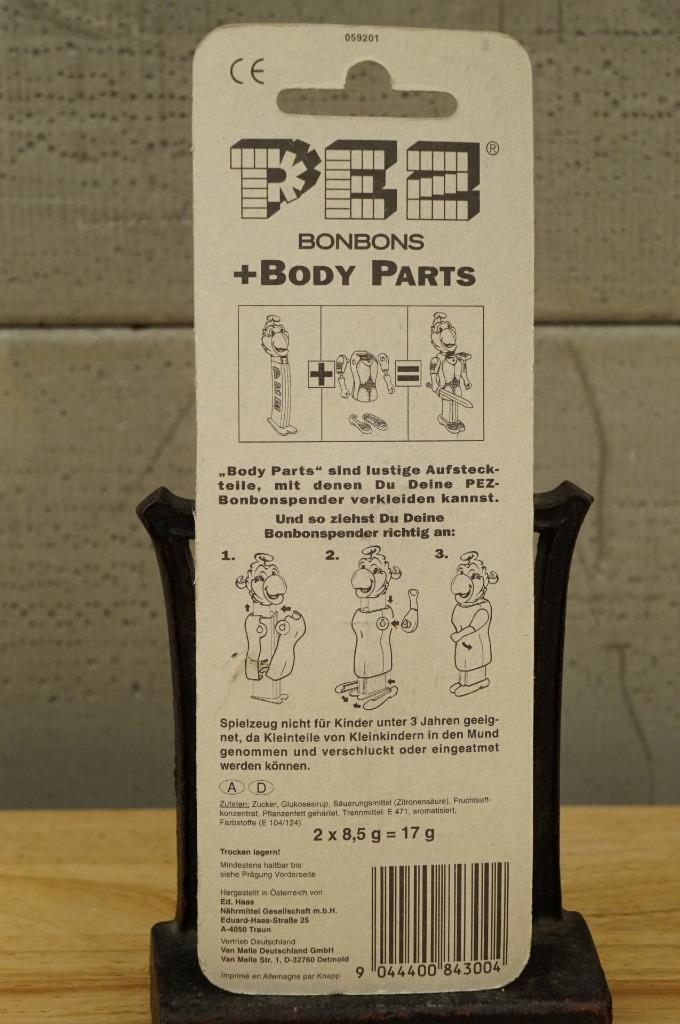 059201
CE
PEZ®
BONBONS
+BODY PARTS
+ =
„Body Parts“ sind lustige Aufsteck-
teile, mit denen Du Deine PEZ-
Bonbonspender verkleiden kannst.
Und so ziehst Du Deine
Bonbonspender richtig an:
1. 2. 3.
Spielzeug nicht für Kinder unter 3 Jahren geeig-
net, da Kleinteile von Kleinkindern in den Mund
genommen und verschluckt oder eingeatmet
werden können.
A D
Zutaten: Zucker, Glukosesirup, Säuerungsmittel (Zitronensäure), Fruchtsaft-
konzentrat, Pflanzenfett gehärtet, Trennmittel: E 471, aromatisiert,
Farbstoffe (E 104/124).
2 x 8,5 g = 17 g
Trocken lagern!
Mindestens haltbar bis:
siehe Prägung Vorderseite
Hergestellt in Österreich von
Ed. Haas
Nährmittel Gesellschaft m.b.H.
Eduard-Haas-Straße 25
A-4050 Traun
Vertrieb Deutschland
Van Melle Deutschland GmbH
Van Melle Str. 1, D-32760 Detmold
Imprimé en Allemagne par Knapp
9 044400 843004